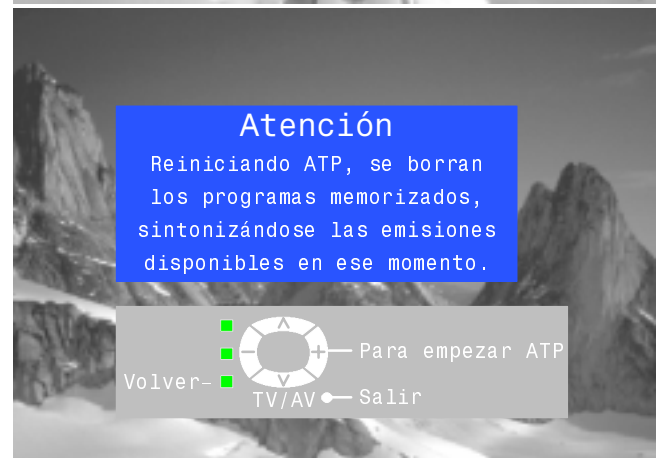 Atención
Reiniciando ATP, se borran
los programas memorizados,
sintonizándose las emisiones
disponibles en ese momento.
Para empezar ATP
Volver
TV/AV Salir